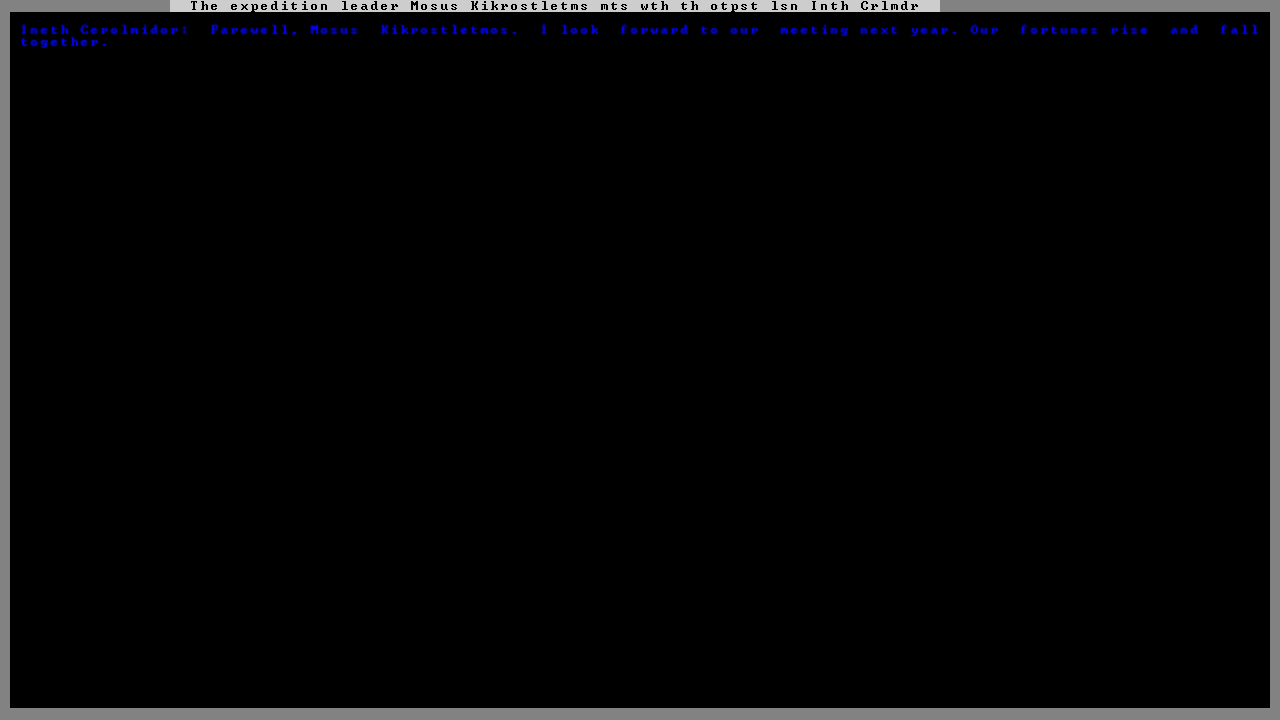 The expedition leader Mosus Kikrostletms mts wth th otpst lsn Inth Crlmdr
Ineth Cerolmidor: Farewell, Mosus Kikrostletmos. I look forward to our meeting next year. Our fortunes rise and fall
together.